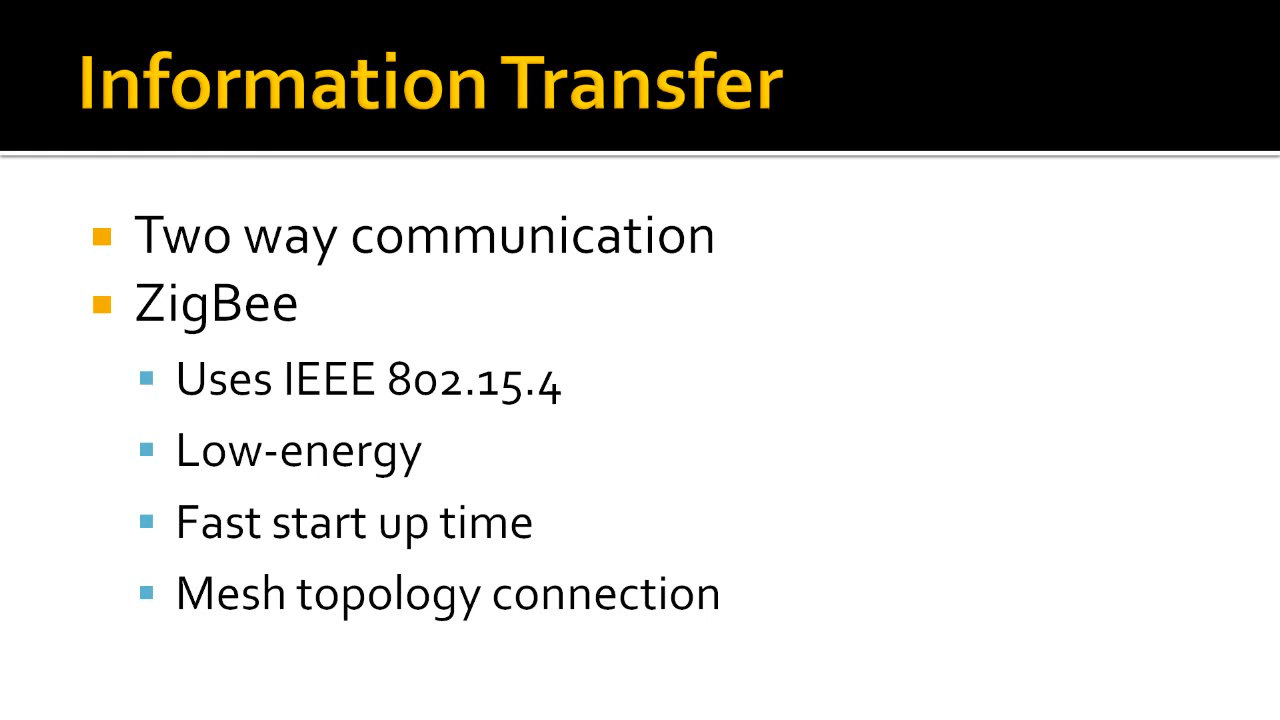 Information Transfer
Two way communication
ZigBee
Uses IEEE 802.15.4
Low-energy
Fast start up time
Mesh topology connection